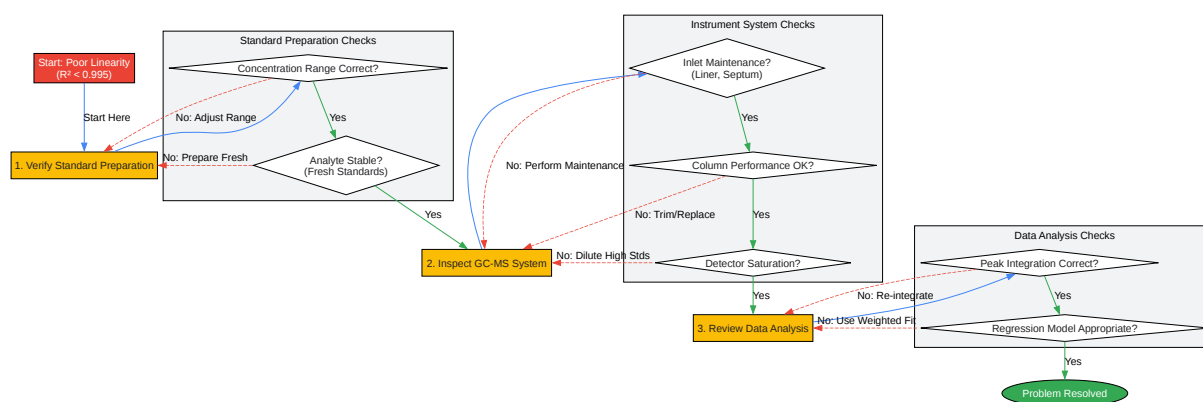 Start: Poor Linearity
(R² < 0.995)
Start Here
1. Verify Standard Preparation
Standard Preparation Checks
Concentration Range Correct?
No: Adjust Range
Yes
No: Prepare Fresh
Analyte Stable?
(Fresh Standards)
Yes
2. Inspect GC-MS System
Instrument System Checks
Inlet Maintenance?
(Liner, Septum)
Yes
No: Perform Maintenance
Column Performance OK?
No: Trim/Replace
Yes
No: Dilute High Stds
Detector Saturation?
Yes
3. Review Data Analysis
Data Analysis Checks
Peak Integration Correct?
No: Re-integrate
Yes
No: Use Weighted Fit
Regression Model Appropriate?
Yes
Problem Resolved